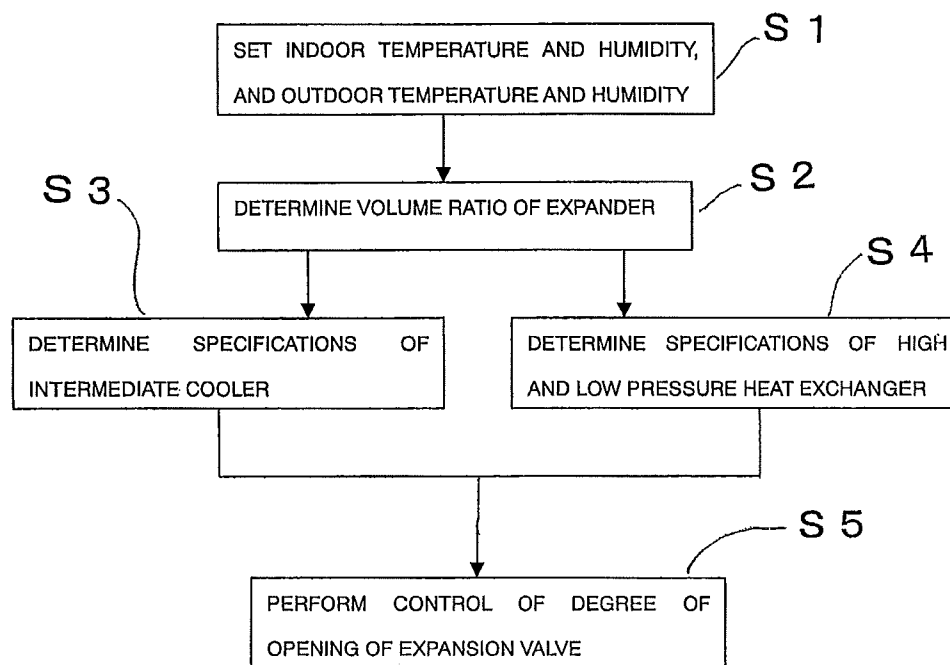 S 1
SET INDOOR TEMPERATURE AND HUMIDITY,
AND OUTDOOR TEMPERATURE AND HUMIDITY
S 2
DETERMINE VOLUME RATIO OF EXPANDER
S 3
DETERMINE SPECIFICATIONS OF
INTERMEDIATE COOLER
S 4
DETERMINE SPECIFICATIONS OF HIGH
AND LOW PRESSURE HEAT EXCHANGER
S 5
PERFORM CONTROL OF DEGREE OF
OPENING OF EXPANSION VALVE